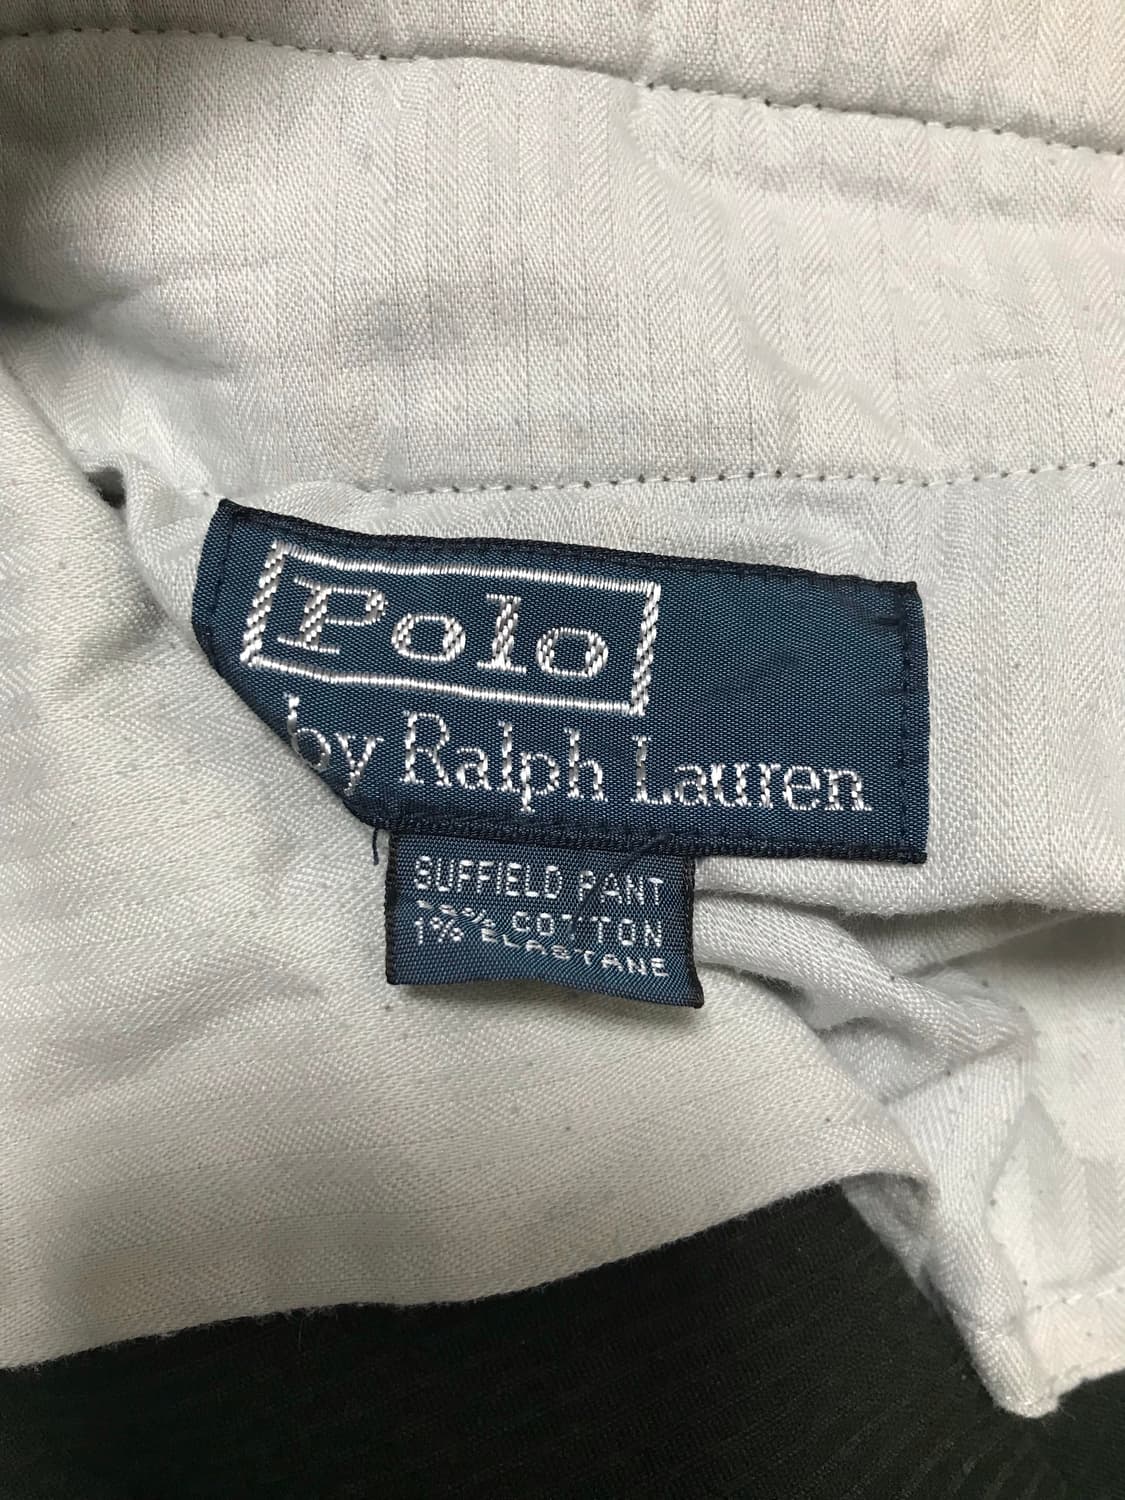 Polo
by Ralph Lauren
SUFFIELD PANT
COTTON
1% ELASTANE